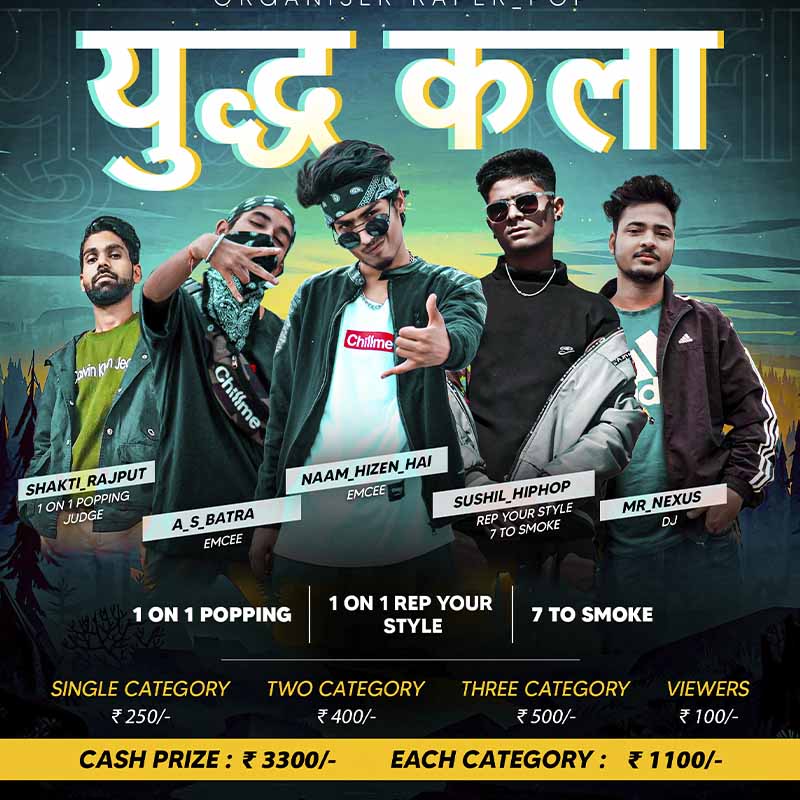 युद्ध कला
Chillme
Chillme
SHAKTI_RAJPUT
1 ON 1 POPPING
JUDGE
A_S_BATRA
EMCEE
NAAM_HIZEN_HAI
EMCEE
SUSHIL_HIPHOP
REP YOUR STYLE
7 TO SMOKE
MR_NEXUS
DJ
1 ON 1 POPPING
1 ON 1 REP YOUR
STYLE
7 TO SMOKE
SINGLE CATEGORY
₹ 250/-
TWO CATEGORY
₹ 400/-
THREE CATEGORY
₹ 500/-
VIEWERS
₹ 100/-
CASH PRIZE : ₹ 3300/- EACH CATEGORY : ₹ 1100/-